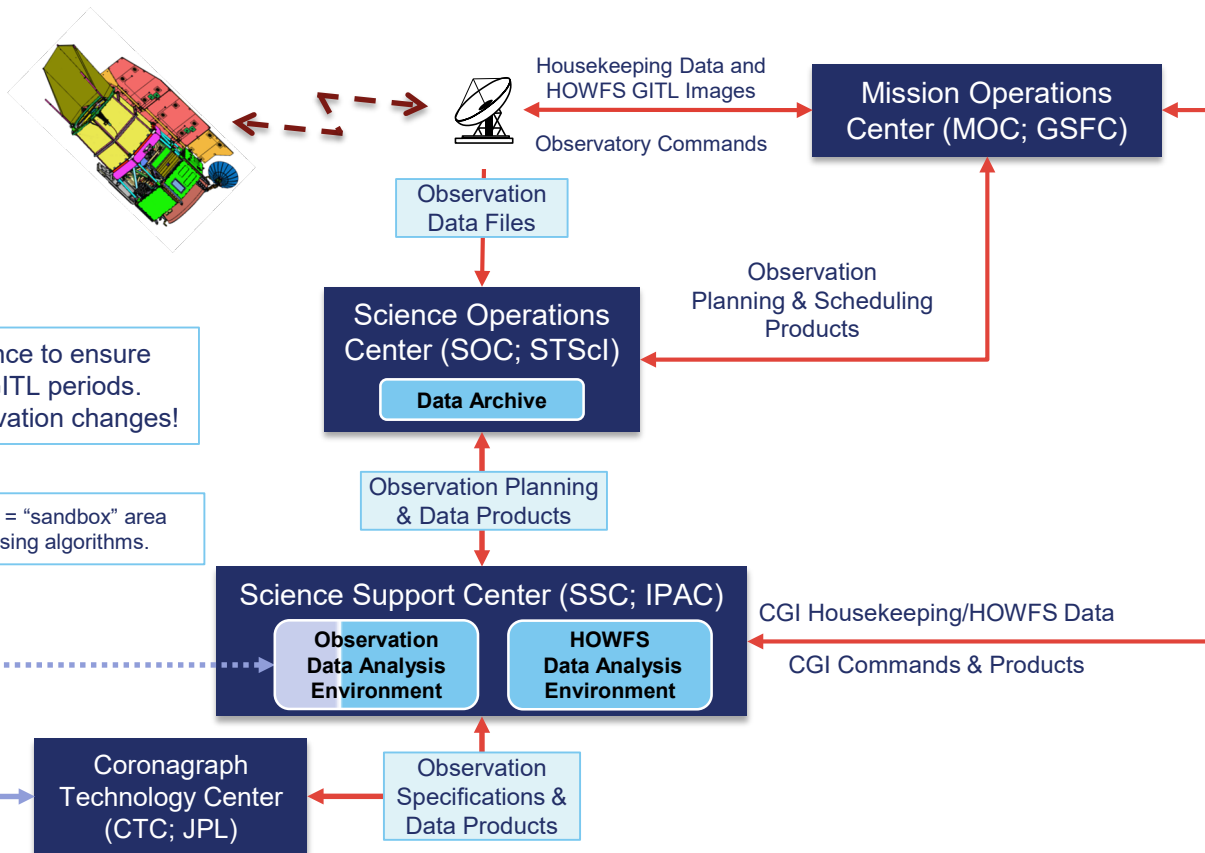 Housekeeping Data and
HOWFS GITL Images
Observatory Commands
Mission Operations
Center (MOC; GSFC)
Observation
Data Files
Observation
Planning & Scheduling
Products
Science Operations
Center (SOC; STScI)
Data Archive
nce to ensure
GITL periods.
vation changes!
Observation Planning
& Data Products
= “sandbox” area
sing algorithms.
Science Support Center (SSC; IPAC)
Observation
Data Analysis
Environment
HOWFS
Data Analysis
Environment
CGI Housekeeping/HOWFS Data
CGI Commands & Products
Coronagraph
Technology Center
(CTC; JPL)
Observation
Specifications &
Data Products